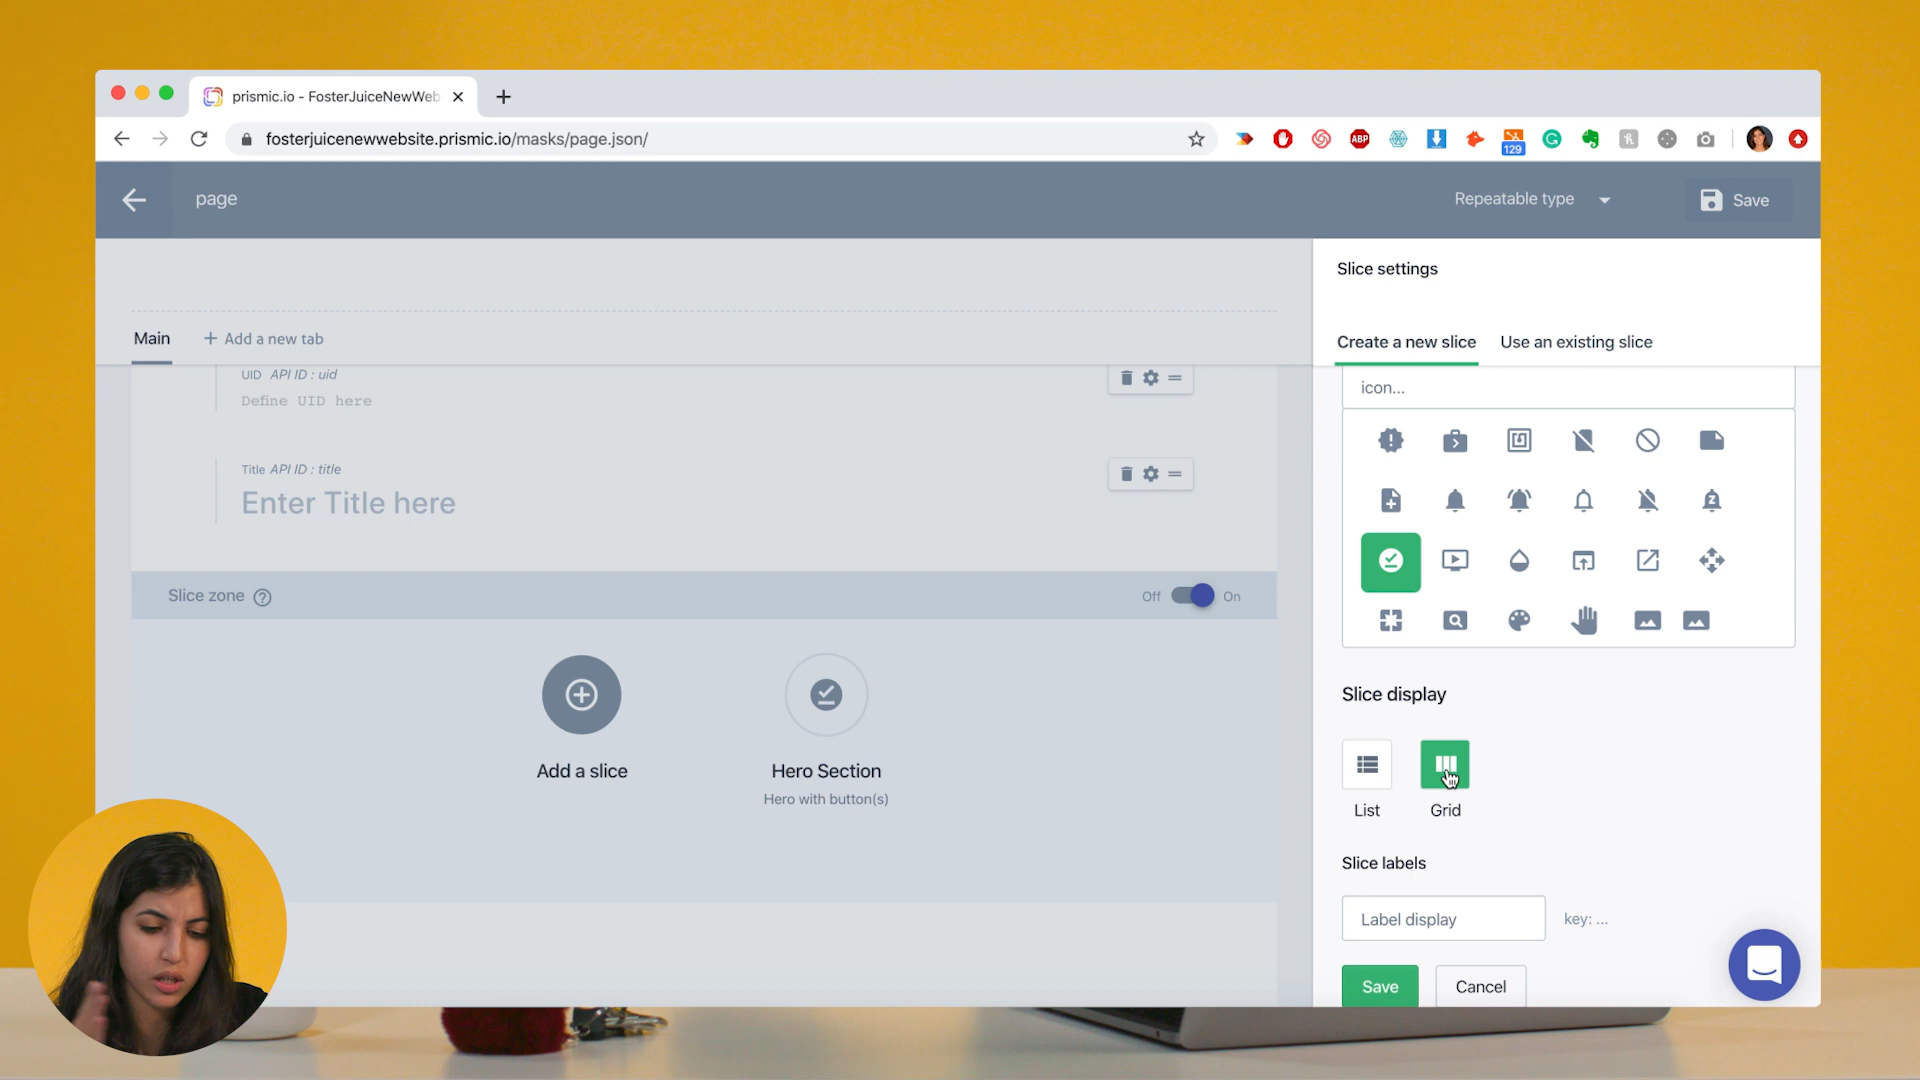 prismic.io - FosterJuiceNewWeb
fosterjuicenewwebsite.prismic.io/masks/page.json/
ABP
129
page
Repeatable type
Save
Slice settings
Main
Add a new tab
Create a new slice
Use an existing slice
UID API ID : uid
Define UID here
icon...
Title API ID : title
Enter Title here
Slice zone
Off
On
Add a slice
Hero Section
Hero with button(s)
Slice display
List
Grid
Slice labels
Label display
key: ...
Save
Cancel